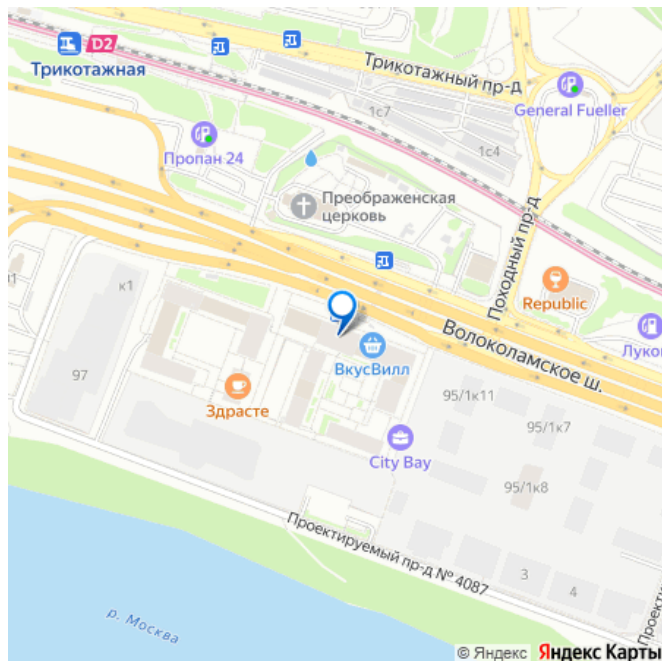 D2
Трикотажная
Трикотажный пр-д
General Fueller
1с7
1с4
Пропан 24
Преображенская
церковь
Походный пр-д
Republic
к1
Волоколамское ш.
ВкусВилл
97
Здрасте
95/1к11
95/1к7
City Bay
95/1к8
Проектируемый пр-д № 4087
3
4
р. Москва
© Яндекс Яндекс Карты